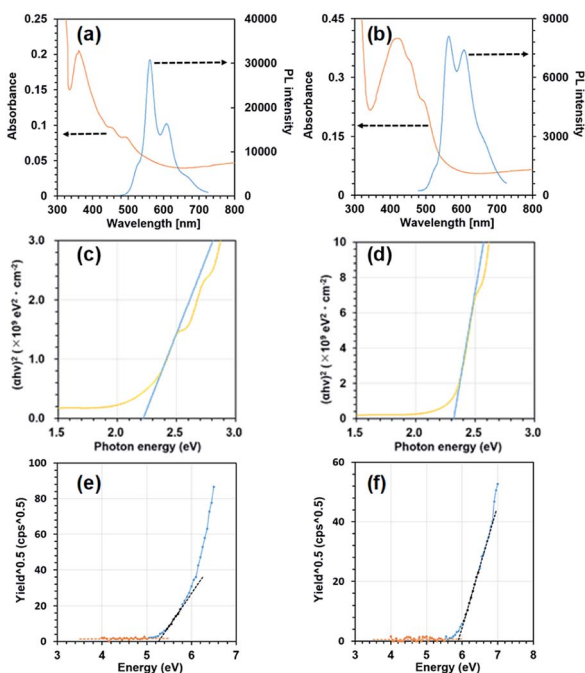 (a)
Absorbance
0.25
0.2
0.15
0.1
0.05
0
40000
30000
20000
10000
0
PL intensity
300 400 500 600 700 800
Wavelength [nm]
(b)
Absorbance
0.45
0.3
0.15
0
9000
6000
3000
0
PL intensity
300 400 500 600 700 800
Wavelength [nm]
(c)
(αhν)² (×10⁹ eV² · cm⁻²)
3.0
2.0
1.0
0.0
1.5 2.0 2.5 3.0
Photon energy (eV)
(d)
(αhν)² (×10⁹ eV² · cm⁻²)
10
8
6
4
2
0
1.5 2.0 2.5 3.0
Photon energy (eV)
(e)
Yield^0.5 (cps^0.5)
100
80
60
40
20
0
3 4 5 6 7
Energy (eV)
(f)
Yield^0.5 (cps^0.5)
60
40
20
0
3 4 5 6 7 8
Energy (eV)